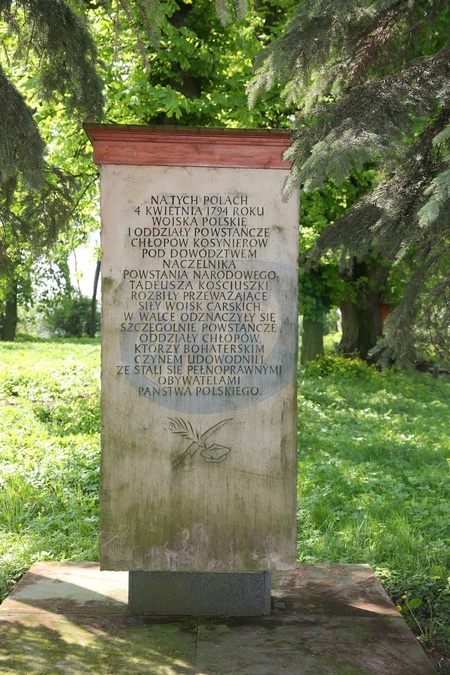 NA TYCH POLACH
4 KWIETNIA 1794 ROKU
WOJSKA POLSKIE
I ODDZIAŁY POWSTAŃCZE
CHŁOPÓW KOSYNIERÓW
POD DOWÓDZTWEM
NACZELNIKA
POWSTANIA NARODOWEGO
TADEUSZA KOŚCIUSZKI
ROZBIŁY PRZEWAŻAJĄCE
SIŁY WOJSK CARSKICH.
W WALCE ODZNACZYŁY SIĘ
SZCZEGÓLNIE POWSTAŃCZE
ODDZIAŁY CHŁOPÓW,
KTÓRZY BOHATERSKIM
CZYNEM UDOWODNILI
ŻE STALI SIĘ PEŁNOPRAWNYMI
OBYWATELAMI
PAŃSTWA POLSKIEGO.